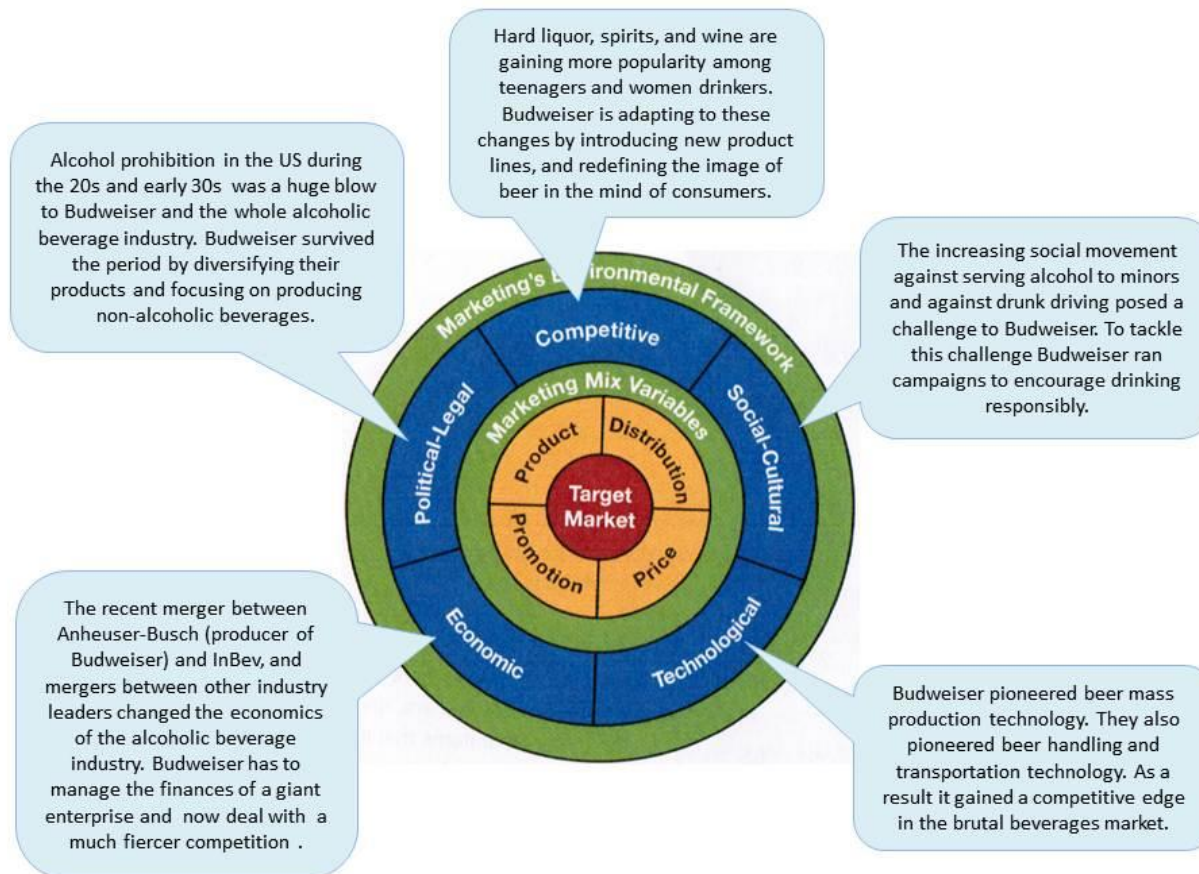 Hard liquor, spirits, and wine are
gaining more popularity among
teenagers and women drinkers.
Budweiser is adapting to these
changes by introducing new product
lines, and redefining the image of
beer in the mind of consumers.
Alcohol prohibition in the US during
the 20s and early 30s was a huge blow
to Budweiser and the whole alcoholic
beverage industry. Budweiser survived
the period by diversifying their
products and focusing on producing
non-alcoholic beverages.
The increasing social movement
against serving alcohol to minors
and against drunk driving posed a
challenge to Budweiser. To tackle
this challenge Budweiser ran
campaigns to encourage drinking
responsibly.
Marketing's Environmental Framework
Competitive
Political-Legal
Social-Cultural
Marketing Mix Variables
Product
Distribution
Target
Market
Promotion
Price
Economic
Technological
The recent merger between
Anheuser-Busch (producer of
Budweiser) and InBev, and
mergers between other industry
leaders changed the economics
of the alcoholic beverage
industry. Budweiser has to
manage the finances of a giant
enterprise and now deal with a
much fiercer competition .
Budweiser pioneered beer mass
production technology. They also
pioneered beer handling and
transportation technology. As a
result it gained a competitive edge
in the brutal beverages market.